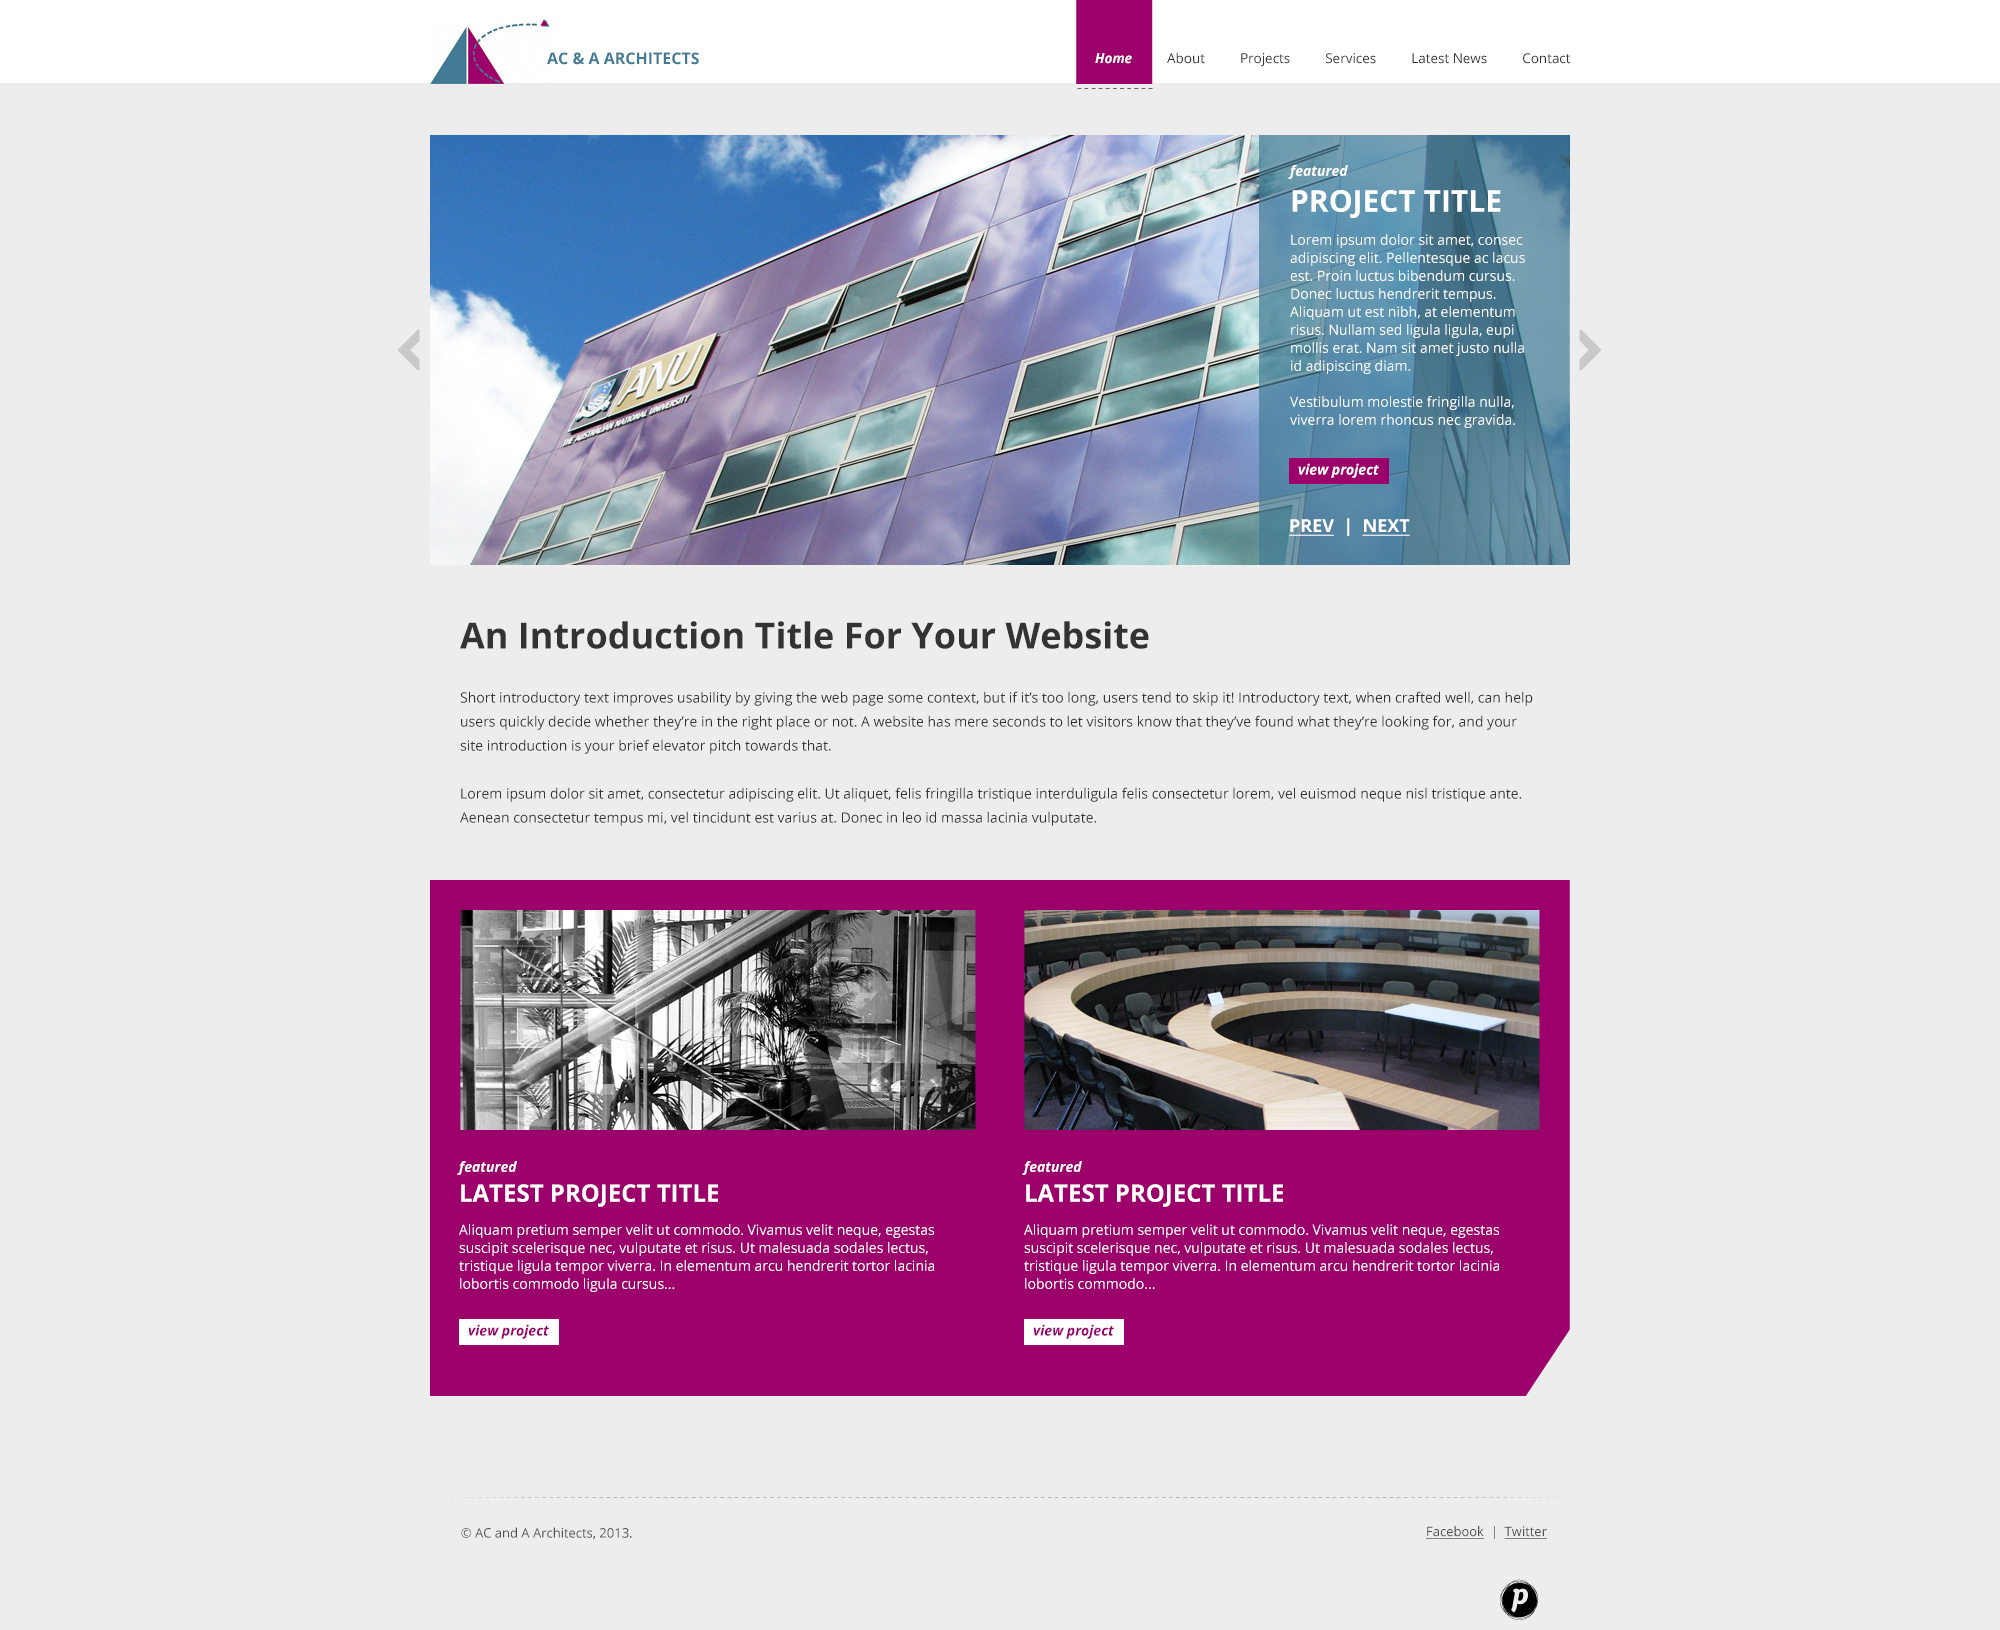 AC & A ARCHITECTS
Home About Projects Services Latest News Contact
featured
PROJECT TITLE
Lorem ipsum dolor sit amet, consec
adipiscing elit. Pellentesque ac lacus
est. Proin luctus bibendum cursus.
Donec luctus hendrerit tempus.
Aliquam ut est nibh, at elementum
risus. Nullam sed ligula ligula, eupi
mollis erat. Nam sit amet justo nulla
id adipiscing diam.
Vestibulum molestie fringilla nulla,
viverra lorem rhoncus nec gravida.
view project
PREV | NEXT
ANU
THE AUSTRALIAN NATIONAL UNIVERSITY
An Introduction Title For Your Website
Short introductory text improves usability by giving the web page some context, but if it's too long, users tend to skip it! Introductory text, when crafted well, can help
users quickly decide whether they're in the right place or not. A website has mere seconds to let visitors know that they've found what they're looking for, and your
site introduction is your brief elevator pitch towards that.
Lorem ipsum dolor sit amet, consectetur adipiscing elit. Ut aliquet, felis fringilla tristique interduligula felis consectetur lorem, vel euismod neque nisl tristique ante.
Aenean consectetur tempus mi, vel tincidunt est varius at. Donec in leo id massa lacinia vulputate.
featured
LATEST PROJECT TITLE
Aliquam pretium semper velit ut commodo. Vivamus velit neque, egestas
suscipit scelerisque nec, vulputate et risus. Ut malesuada sodales lectus,
tristique ligula tempor viverra. In elementum arcu hendrerit tortor lacinia
lobortis commodo ligula cursus...
view project
featured
LATEST PROJECT TITLE
Aliquam pretium semper velit ut commodo. Vivamus velit neque, egestas
suscipit scelerisque nec, vulputate et risus. Ut malesuada sodales lectus,
tristique ligula tempor viverra. In elementum arcu hendrerit tortor lacinia
lobortis commodo...
view project
© AC and A Architects, 2013.
Facebook | Twitter
p